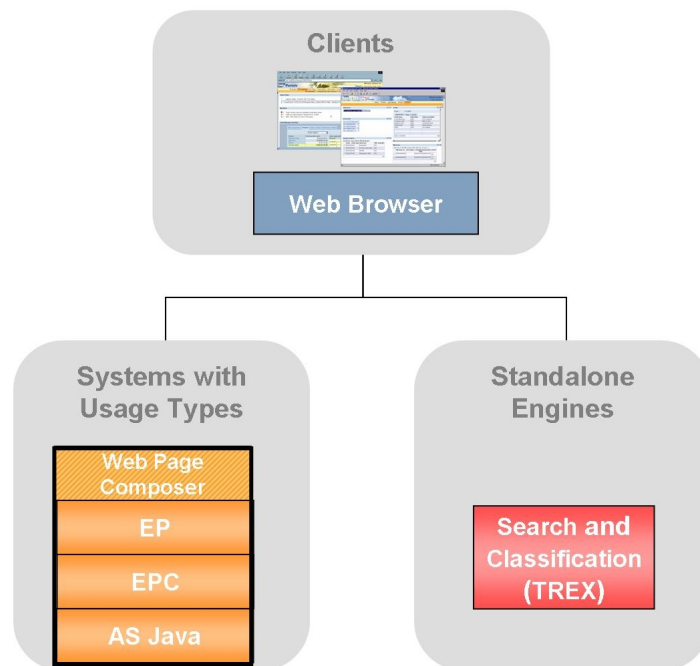 Clients
Web Browser
Systems with
Usage Types
Web Page
Composer
EP
EPC
AS Java
Standalone
Engines
Search and
Classification
(TREX)